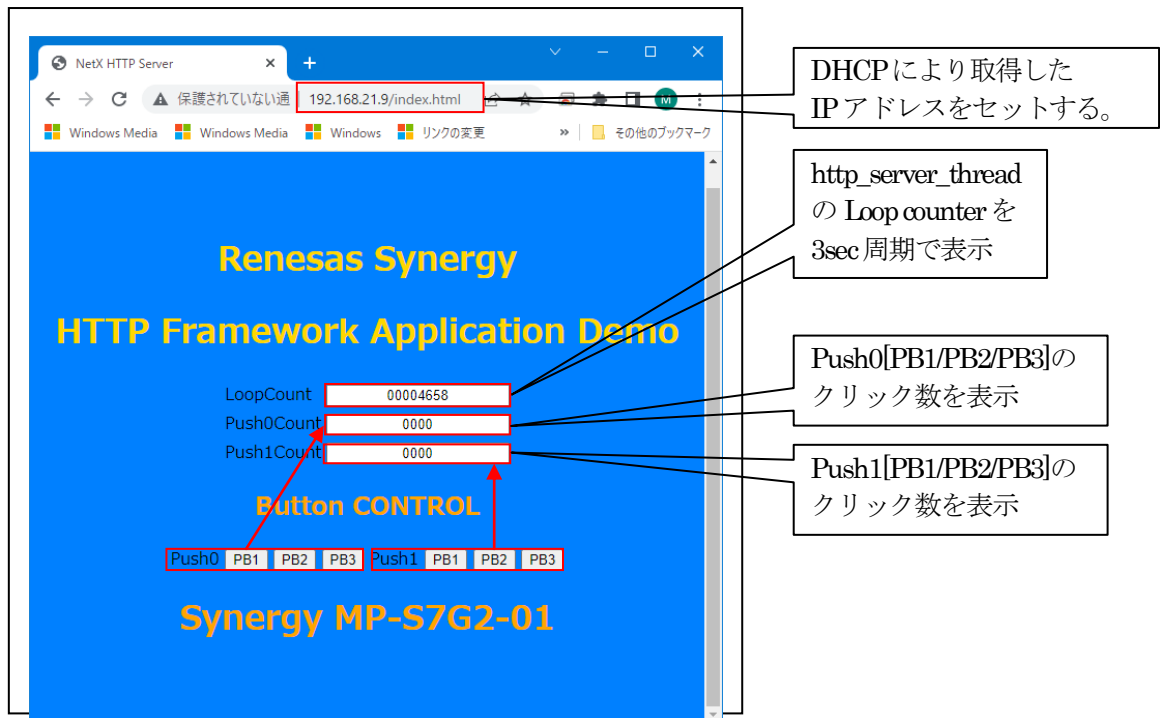 NetX HTTP Server
保護されていない通
192.168.21.9/index.html
M
Windows Media
Windows Media
Windows
リンクの変更
»
その他のブックマーク
DHCPにより取得した
IPアドレスをセットする。
http_server_thread
の Loop counter を
3sec 周期で表示
Renesas Synergy
HTTP Framework Application Demo
LoopCount 00004658
Push0Count 0000
Push1Count 0000
Push0[PB1/PB2/PB3]の
クリック数を表示
Push1[PB1/PB2/PB3]の
クリック数を表示
Button CONTROL
Push0 PB1 PB2 PB3 Push1 PB1 PB2 PB3
Synergy MP-S7G2-01